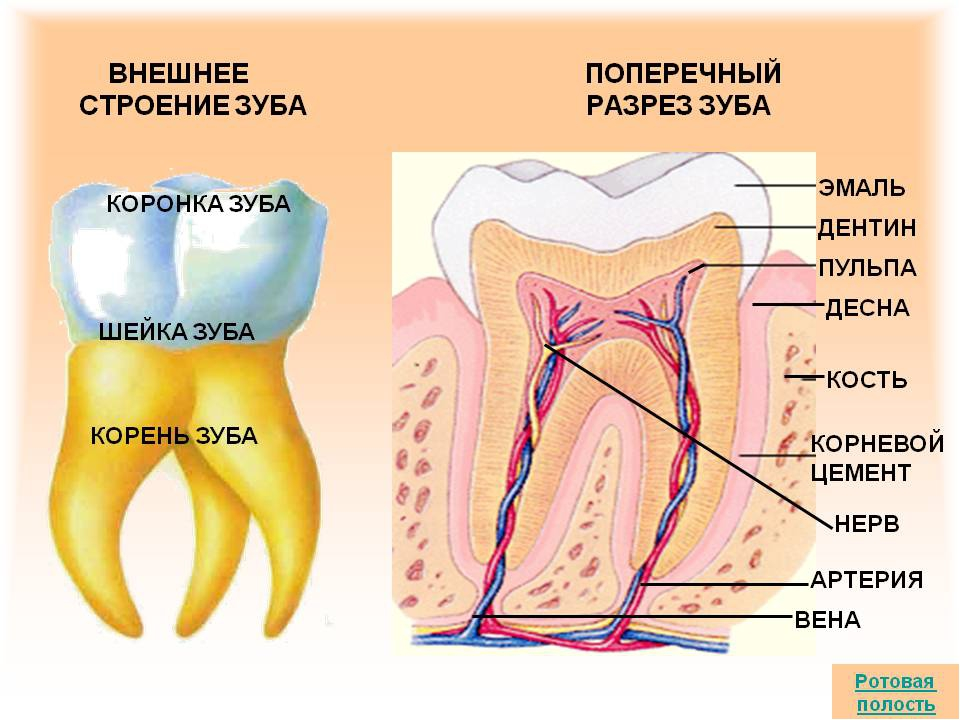 ВНЕШНЕЕ
СТРОЕНИЕ ЗУБА
ПОПЕРЕЧНЫЙ
РАЗРЕЗ ЗУБА
КОРОНКА ЗУБА
ШЕЙКА ЗУБА
КОРЕНЬ ЗУБА
ЭМАЛЬ
ДЕНТИН
ПУЛЬПА
ДЕСНА
КОСТЬ
КОРНЕВОЙ
ЦЕМЕНТ
НЕРВ
АРТЕРИЯ
ВЕНА
Ротовая
полость